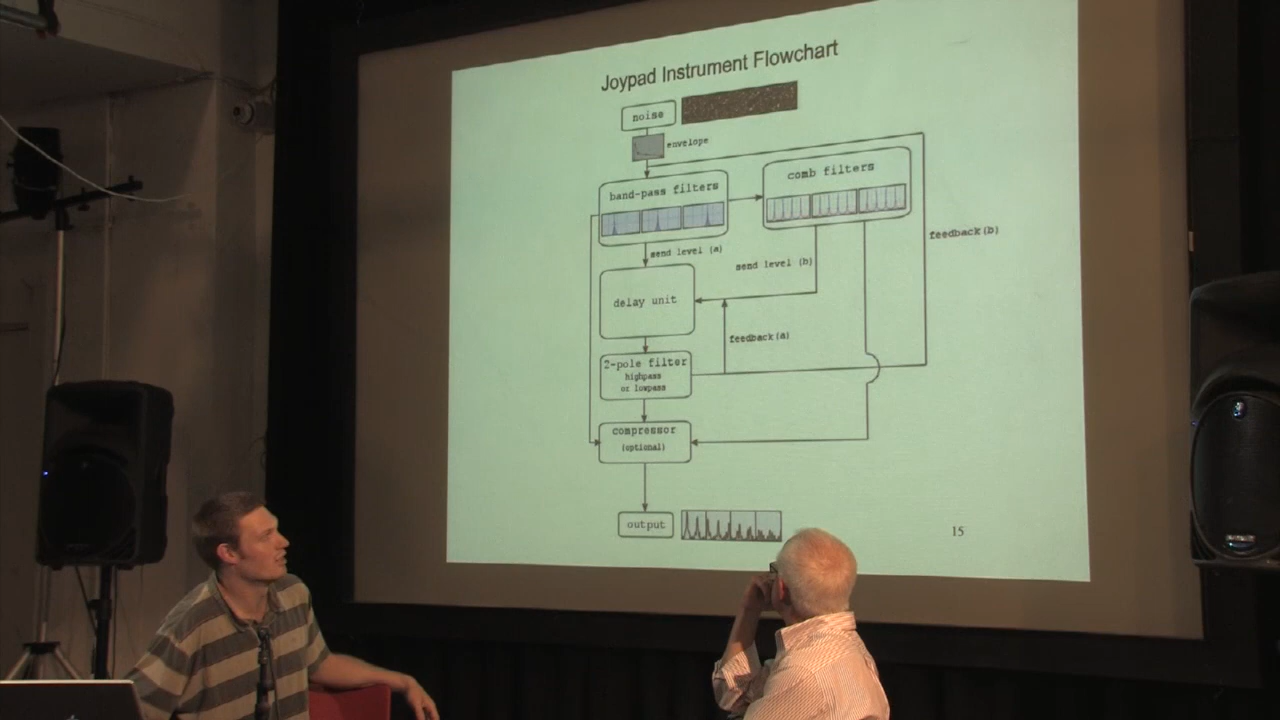 Joypad Instrument Flowchart
noise
envelope
band-pass filters
comb filters
feedback(b)
send level (a)
send level (b)
delay unit
feedback(a)
2-pole filter
highpass
or lowpass
compressor
(optional)
output
15